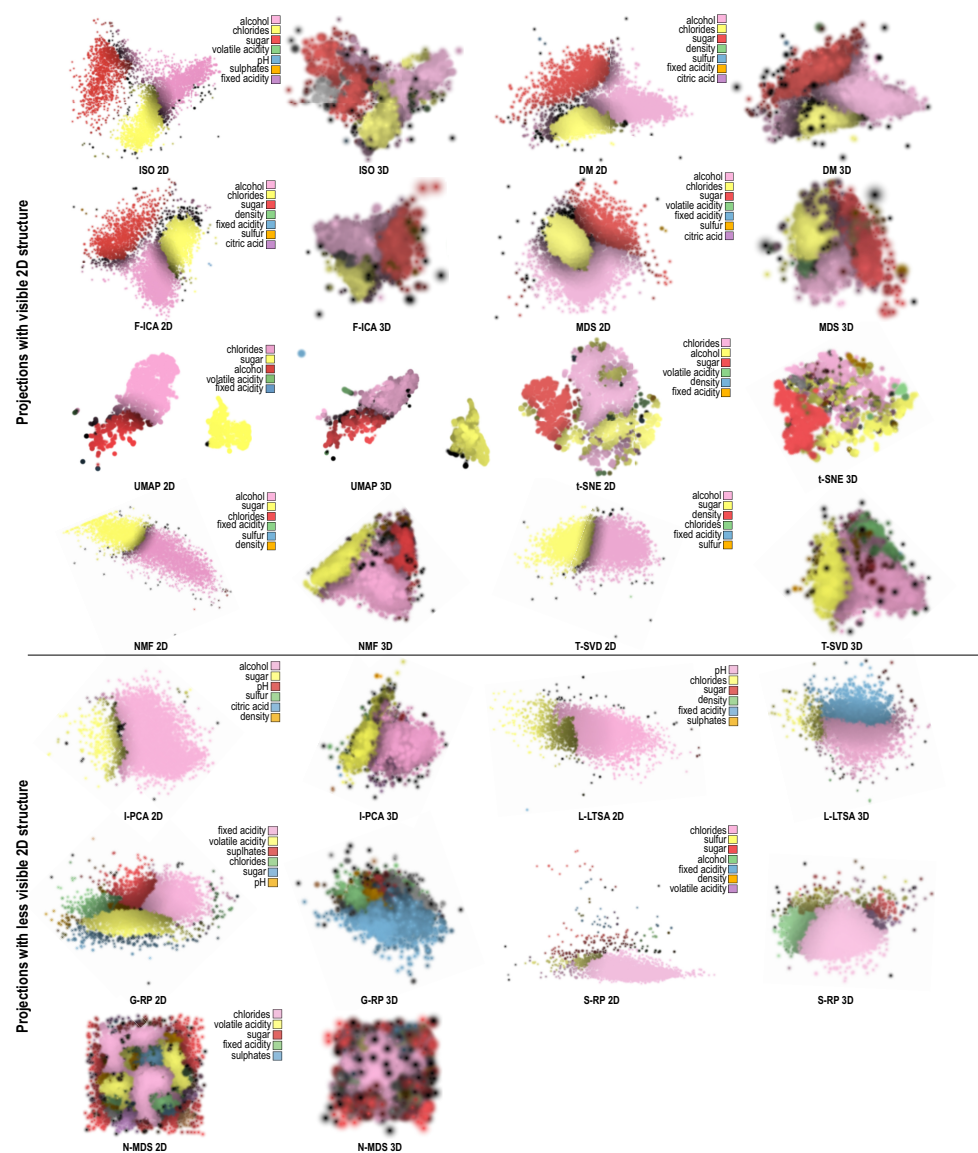 Projections with visible 2D structure
alcohol
chlorides
sugar
volatile acidity
pH
sulphates
fixed acidity
alcohol
chlorides
sugar
density
sulfur
fixed acidity
citric acid
ISO 2D
ISO 3D
DM 2D
DM 3D
alcohol
chlorides
sugar
density
fixed acidity
sulfur
citric acid
alcohol
chlorides
sugar
volatile acidity
fixed acidity
sulfur
citric acid
F-ICA 2D
F-ICA 3D
MDS 2D
MDS 3D
chlorides
sugar
alcohol
volatile acidity
fixed acidity
chlorides
alcohol
sugar
volatile acidity
density
fixed acidity
UMAP 2D
UMAP 3D
t-SNE 2D
t-SNE 3D
alcohol
sugar
chlorides
fixed acidity
sulfur
density
alcohol
sugar
density
chlorides
fixed acidity
sulfur
NMF 2D
NMF 3D
T-SVD 2D
T-SVD 3D
Projections with less visible 2D structure
alcohol
sugar
pH
sulfur
citric acid
density
pH
chlorides
sugar
density
fixed acidity
sulphates
I-PCA 2D
I-PCA 3D
L-LTSA 2D
L-LTSA 3D
fixed acidity
volatile acidity
suplhates
chlorides
sugar
pH
chlorides
sulfur
sugar
alcohol
fixed acidity
density
volatile acidity
G-RP 2D
G-RP 3D
S-RP 2D
S-RP 3D
chlorides
volatile acidity
sugar
fixed acidity
sulphates
N-MDS 2D
N-MDS 3D